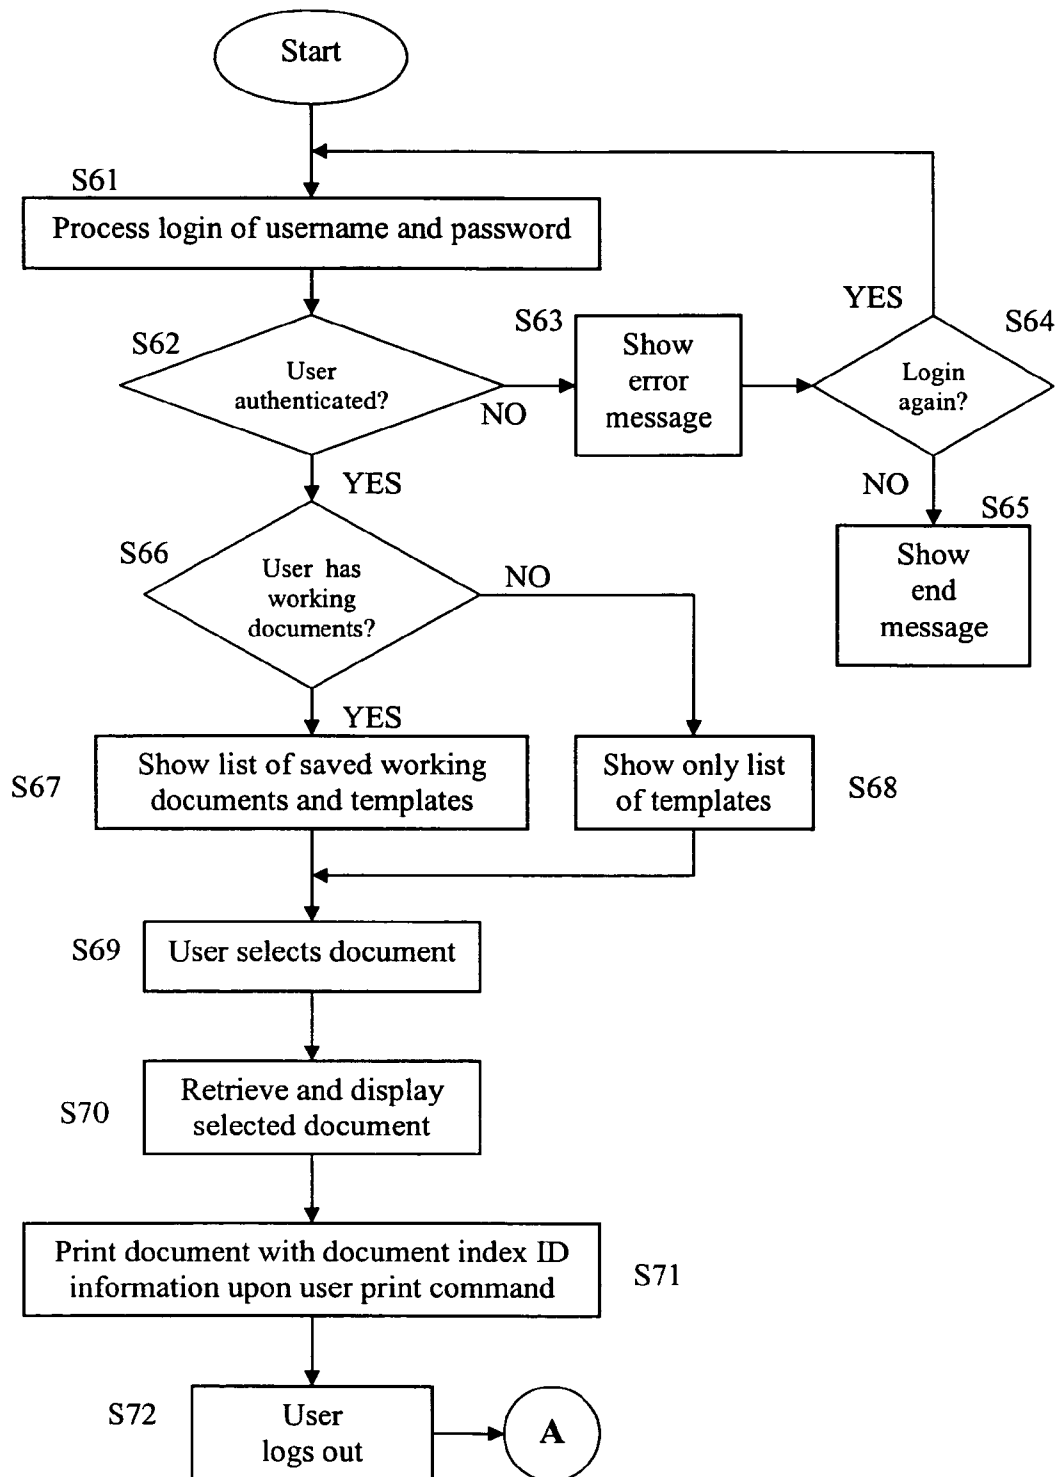 Start
S61
Process login of username and password
S62
User
authenticated?
NO
S63
Show
error
message
YES
S64
Login
again?
NO
S65
Show
end
message
YES
S66
User has
working
documents?
NO
YES
S67
Show list of saved working
documents and templates
Show only list
of templates
S68
S69
User selects document
S70
Retrieve and display
selected document
Print document with document index ID
information upon user print command
S71
S72
User
logs out
A